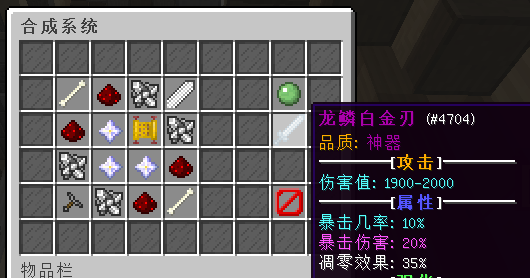 合成系统
龙鳞白金刃 (#4704)
品质: 神器
[攻击]
伤害值: 1900-2000
[属性]
暴击几率: 10%
暴击伤害: 20%
凋零效果: 35%
物品栏